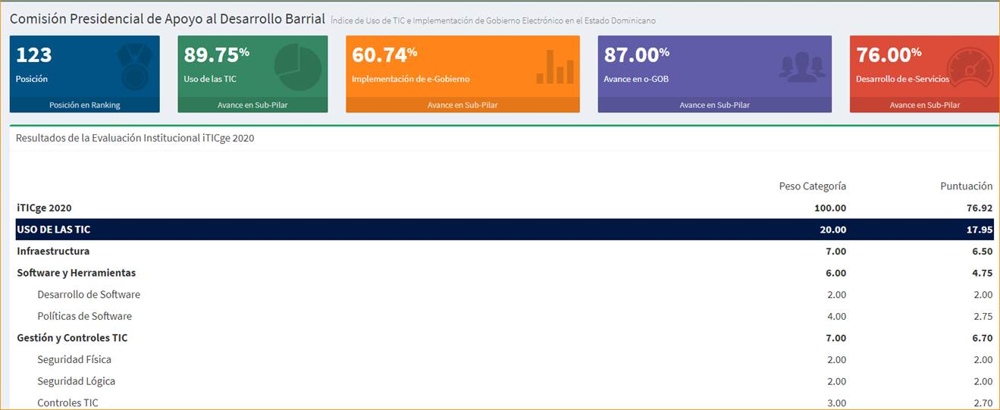 Comisión Presidencial de Apoyo al Desarrollo Barrial Índice de Uso de TIC e Implementación de Gobierno Electrónico en el Estado Dominicano
123
Posición
Posición en Ranking
89.75%
Uso de las TIC
Avance en Sub-Pilar
60.74%
Implementación de e-Gobierno
Avance en Sub-Pilar
87.00%
Avance en o-GOB
Avance en Sub-Pilar
76.00%
Desarrollo de e-Servicios
Avance en Sub-Pilar
Resultados de la Evaluación Institucional iTICge 2020
Peso Categoría Puntuación
iTICge 2020 100.00 76.92
USO DE LAS TIC 20.00 17.95
Infraestructura 7.00 6.50
Software y Herramientas 6.00 4.75
Desarrollo de Software 2.00 2.00
Políticas de Software 4.00 2.75
Gestión y Controles TIC 7.00 6.70
Seguridad Física 2.00 2.00
Seguridad Lógica 2.00 2.00
Controles TIC 3.00 2.70